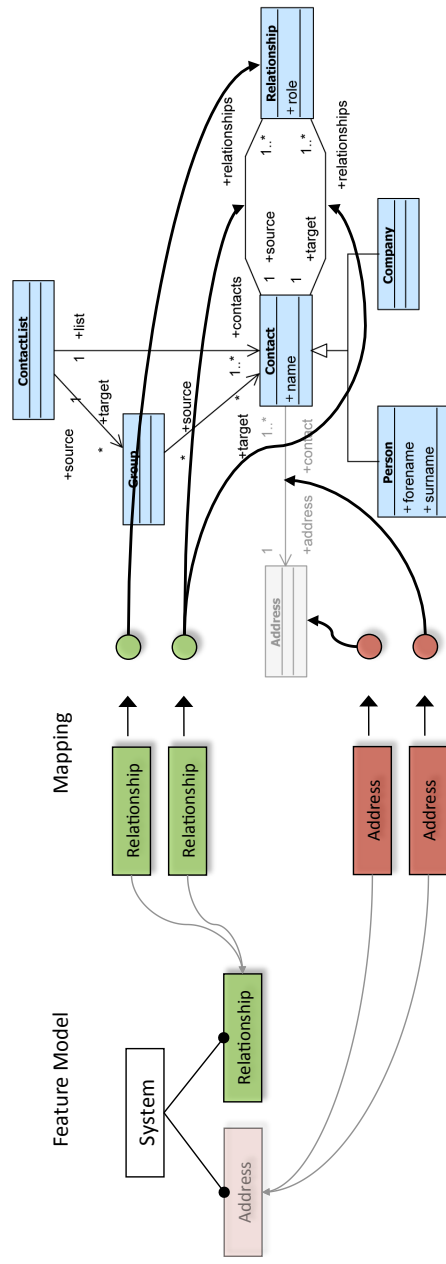 Feature Model
Mapping
System
Address
Relationship
Relationship
Relationship
Address
Address
ContactList
+source
1
+list
1
*
+target
Group
*
+source
+contacts
1..*
*
+target
Contact
+ name
1
+source
+relationships
1..*
Relationship
+ role
1
+target
1..*
+relationships
Address
1
+address
1..*
+contact
Person
+ forename
+ surname
Company